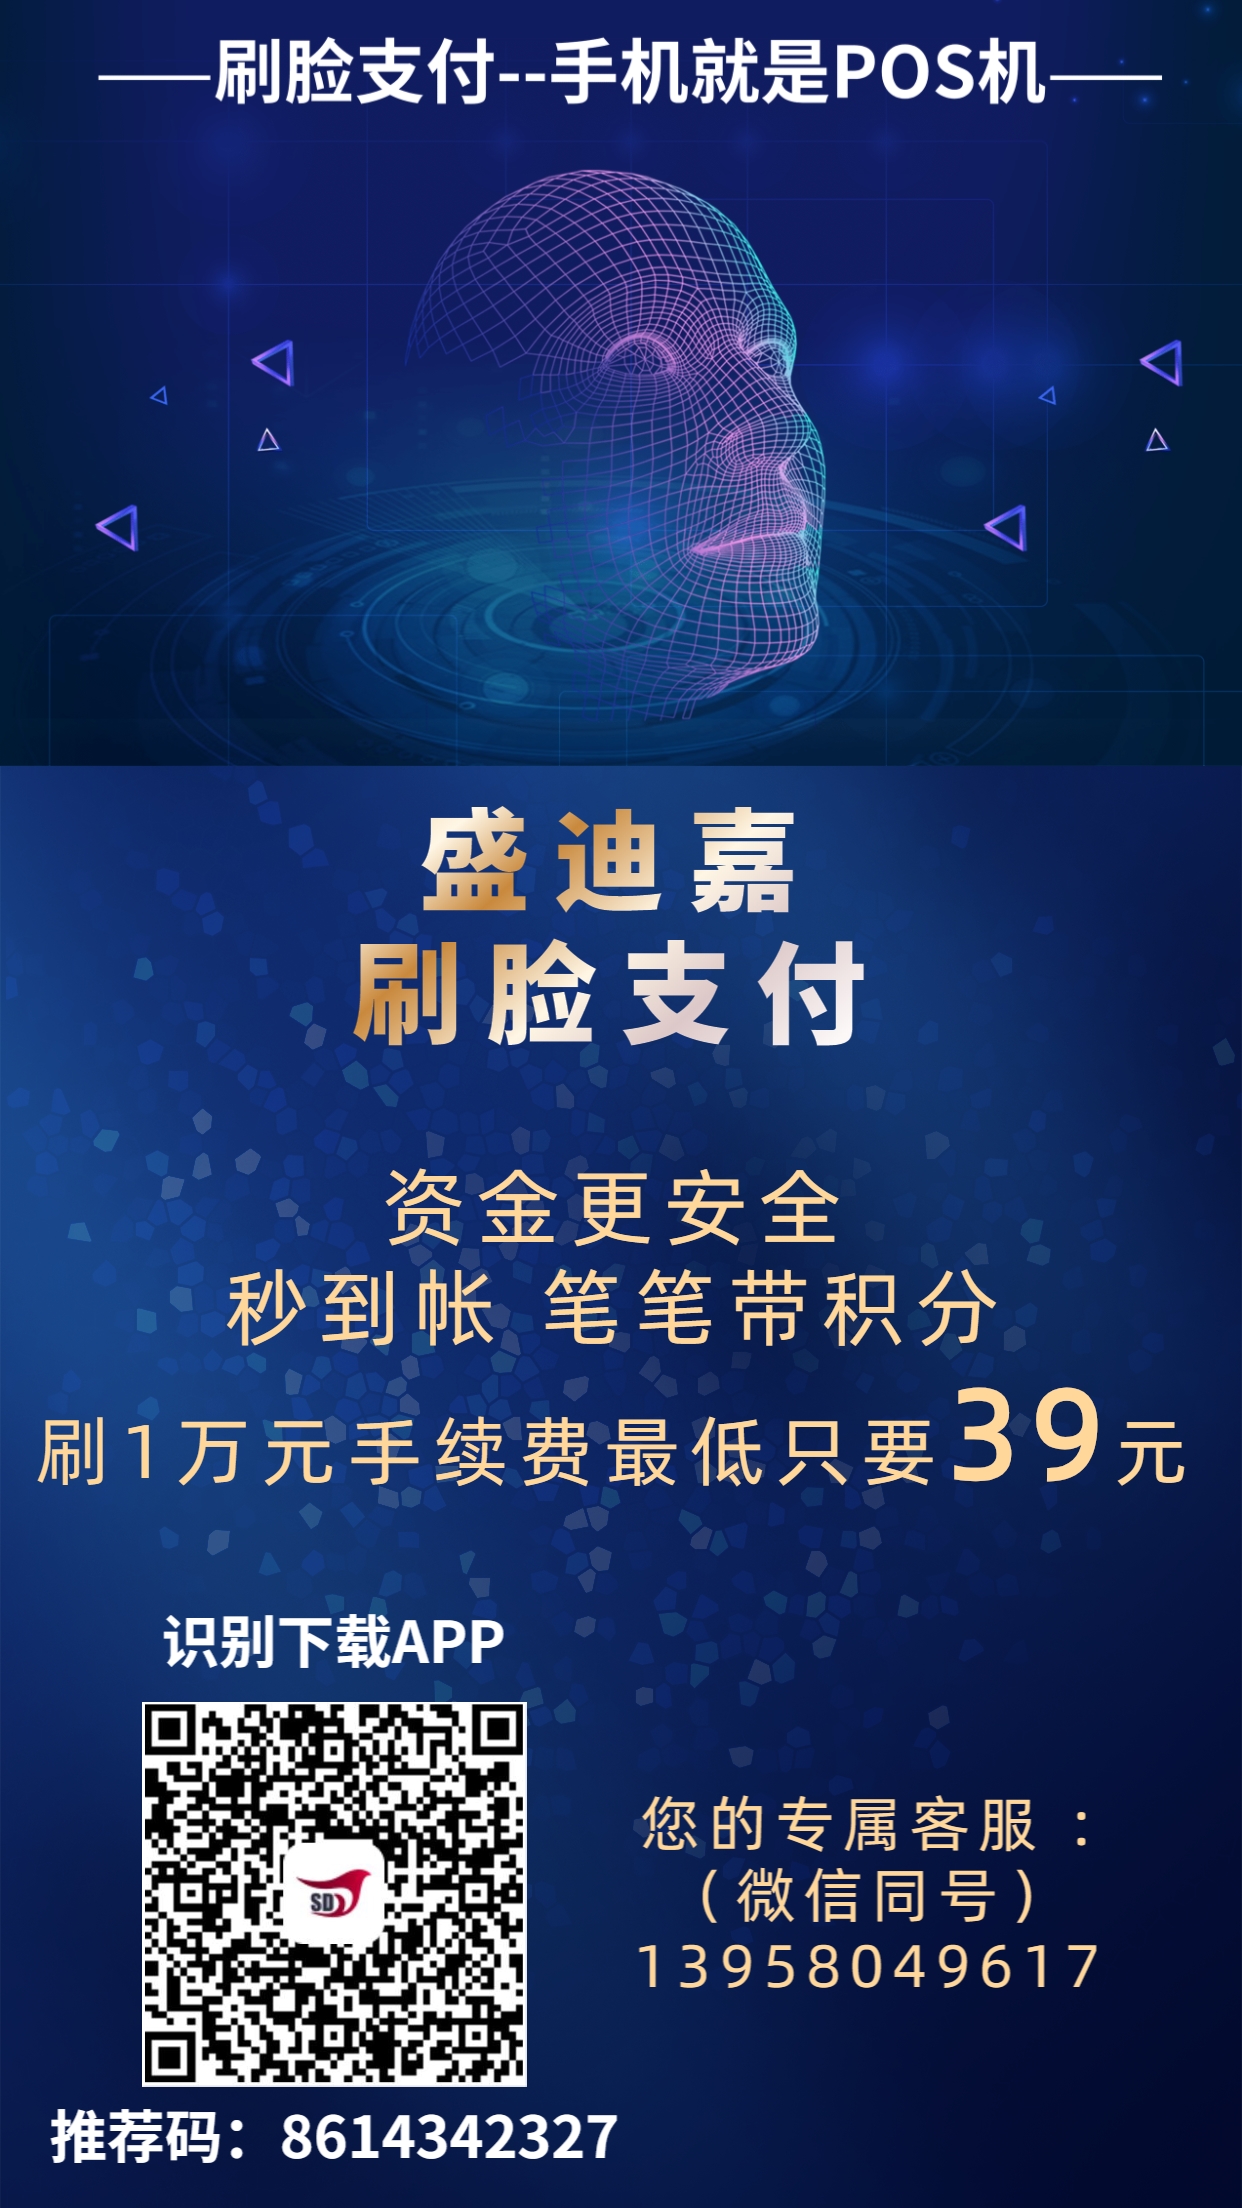 刷脸支付--手机就是POS机
盛迪嘉
刷脸支付
资金更安全
秒到帐 笔笔带积分
刷1万元手续费最低只要39元
识别下载APP
SD
您的专属客服：
（微信同号）
13958049617
推荐码：8614342327